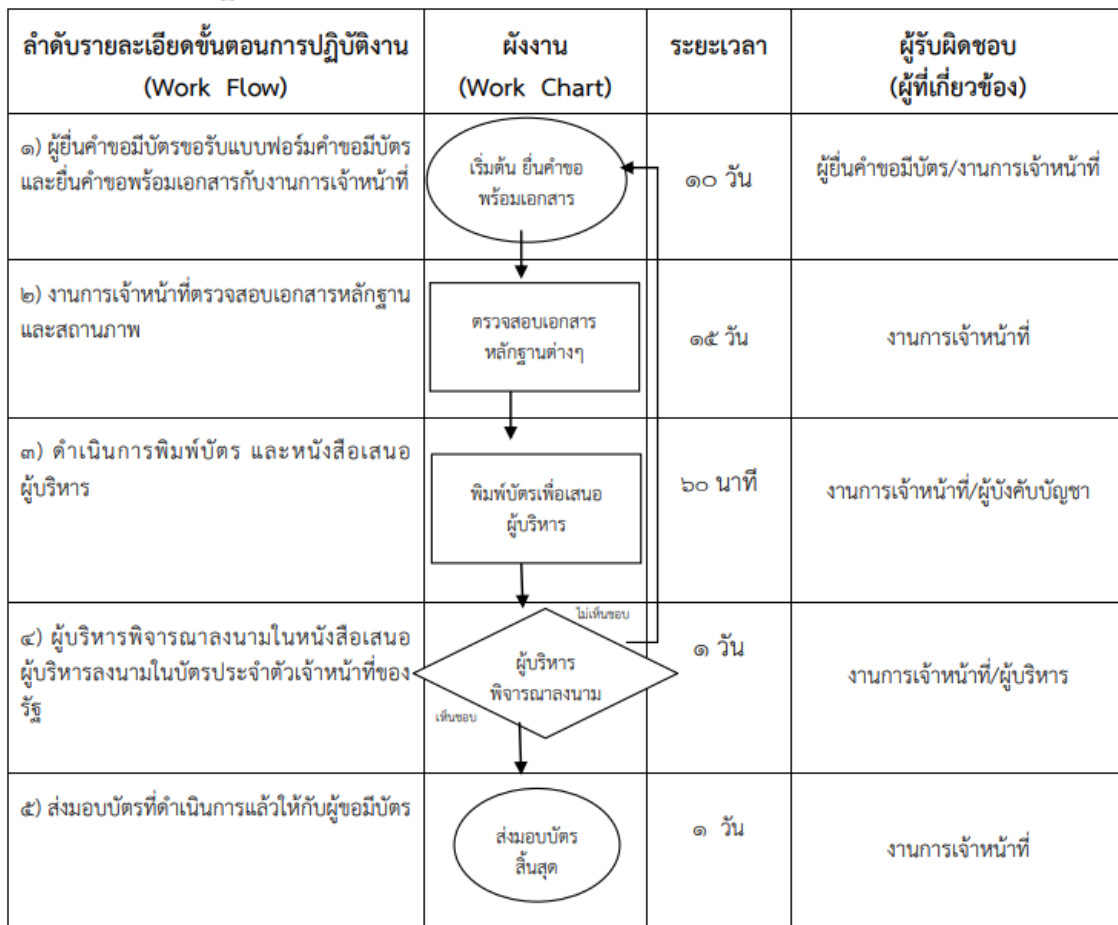 ลำดับรายละเอียดขั้นตอนการปฏิบัติงาน
(Work Flow)
ผังงาน
(Work Chart)
ระยะเวลา
ผู้รับผิดชอบ
(ผู้ที่เกี่ยวข้อง)
๑) ผู้ยื่นคำขอมีบัตรขอรับแบบฟอร์มคำขอมีบัตร
และยื่นคำขอพร้อมเอกสารกับงานการเจ้าหน้าที่
เริ่มต้น ยื่นคำขอ
พร้อมเอกสาร
๑๐ วัน
ผู้ยื่นคำขอมีบัตร/งานการเจ้าหน้าที่
๒) งานการเจ้าหน้าที่ตรวจสอบเอกสารหลักฐาน
และสถานภาพ
ตรวจสอบเอกสาร
หลักฐานต่างๆ
๑๕ วัน
งานการเจ้าหน้าที่
๓) ดำเนินการพิมพ์บัตร และหนังสือเสนอ
ผู้บริหาร
พิมพ์บัตรเพื่อเสนอ
ผู้บริหาร
๖๐ นาที
งานการเจ้าหน้าที่/ผู้บังคับบัญชา
๔) ผู้บริหารพิจารณาลงนามในหนังสือเสนอ
ผู้บริหารลงนามในบัตรประจำตัวเจ้าหน้าที่ของ
รัฐ
ไม่เห็นชอบ
ผู้บริหาร
พิจารณาลงนาม
เห็นชอบ
๑ วัน
งานการเจ้าหน้าที่/ผู้บริหาร
๕) ส่งมอบบัตรที่ดำเนินการแล้วให้กับผู้ขอมีบัตร
ส่งมอบบัตร
สิ้นสุด
๑ วัน
งานการเจ้าหน้าที่